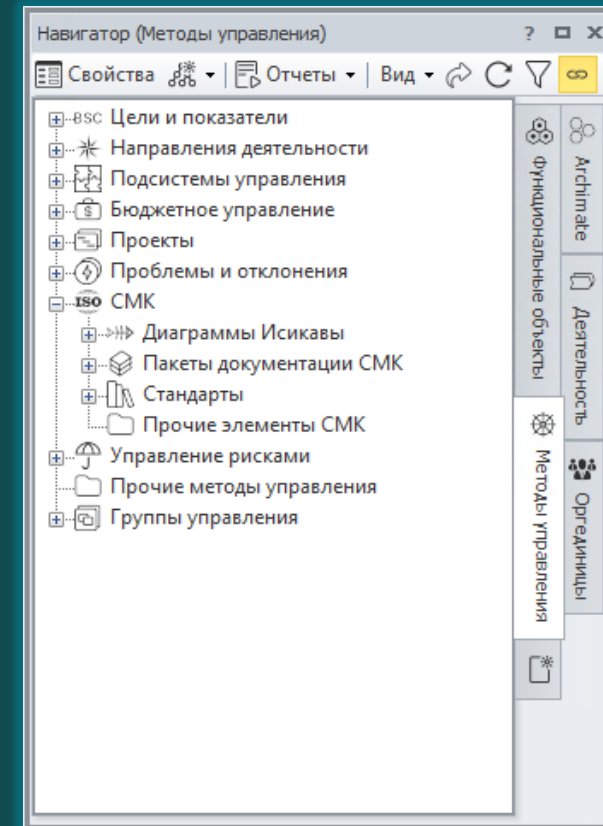 Навигатор (Методы управления)
Свойства Отчеты Вид
BSC Цели и показатели
Направления деятельности
Подсистемы управления
$ Бюджетное управление
Проекты
Проблемы и отклонения
ISO СМК
Диаграммы Исикавы
Пакеты документации СМК
Стандарты
Прочие элементы СМК
Управление рисками
Прочие методы управления
Группы управления
Функциональные объекты
Методы управления
Archimate
Деятельность
Оргединицы